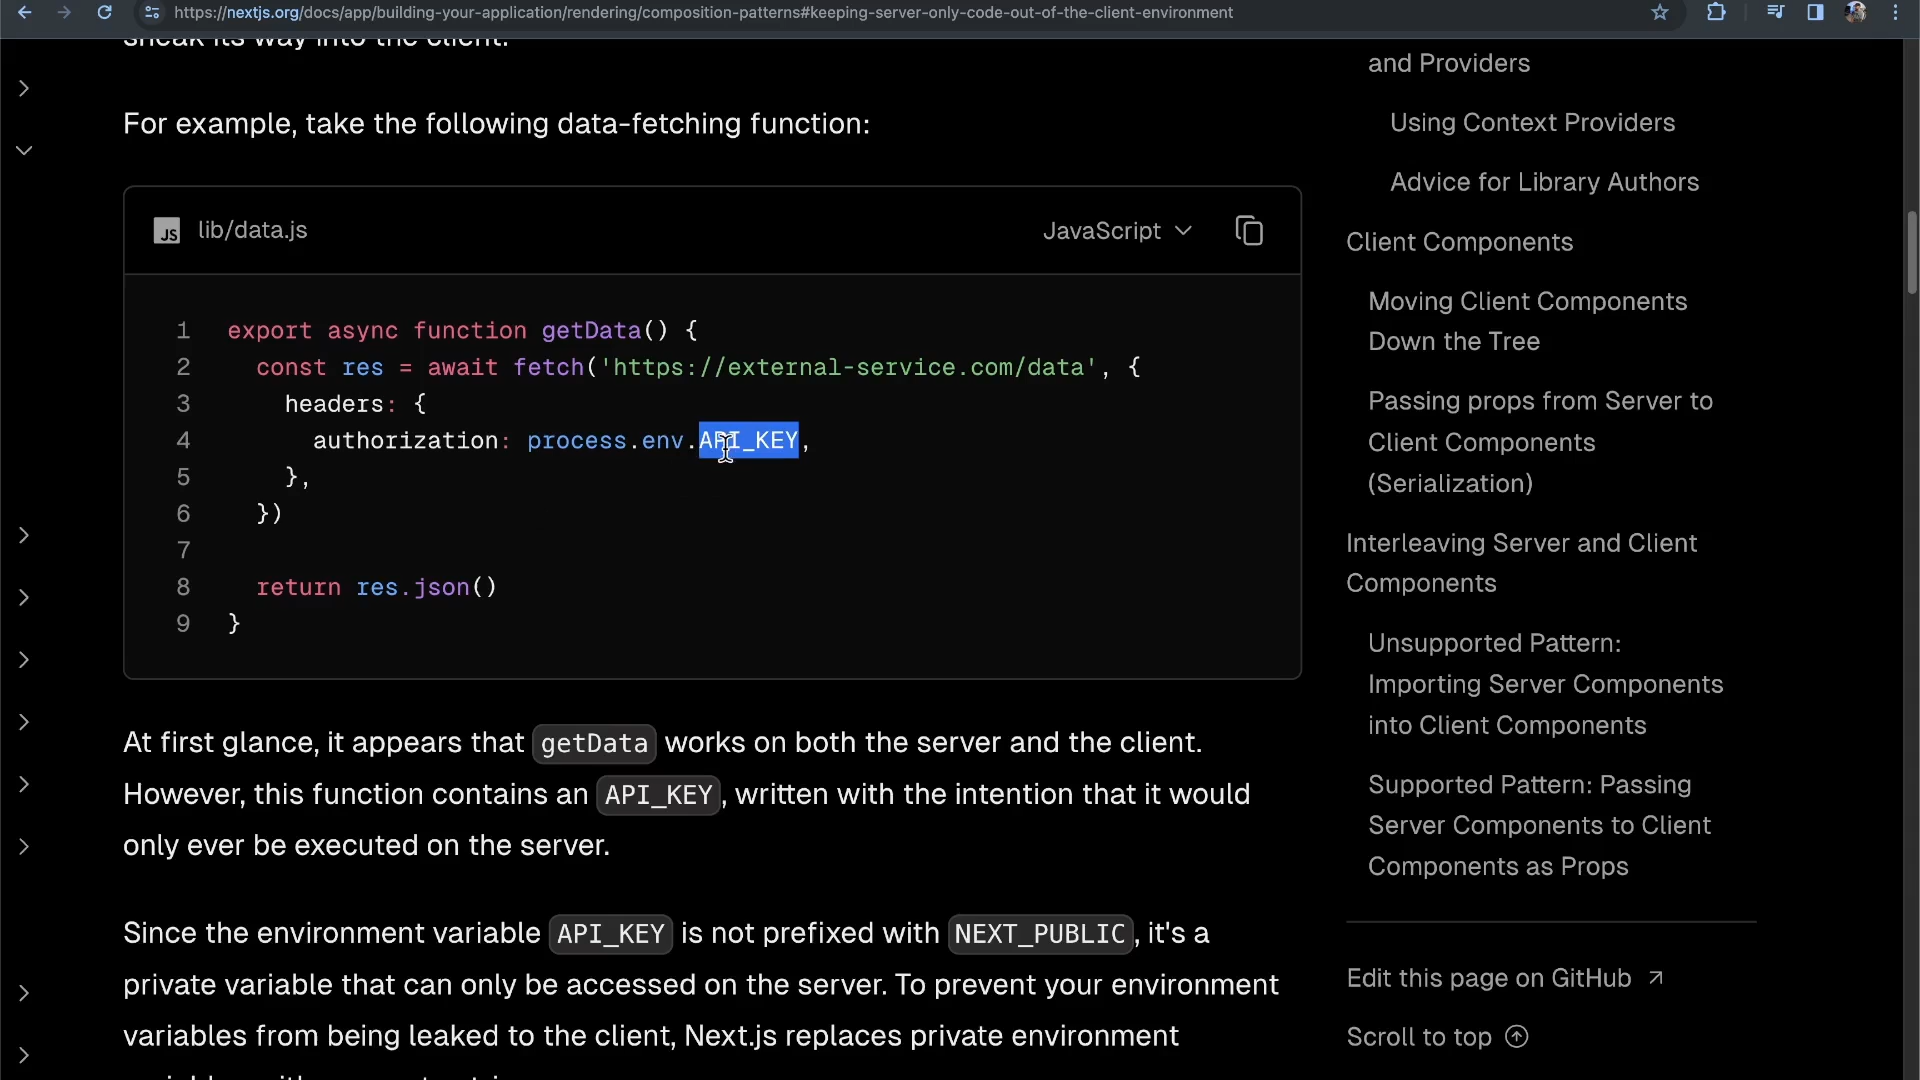 https://nextjs.org/docs/app/building-your-application/rendering/composition-patterns#keeping-server-only-code-out-of-the-client-environment
sneak its way into the client.
For example, take the following data-fetching function:
JS lib/data.js
JavaScript
1 export async function getData() {
2   const res = await fetch('https://external-service.com/data', {
3     headers: {
4       authorization: process.env.API_KEY,
5     },
6   })
7
8   return res.json()
9 }
At first glance, it appears that getData works on both the server and the client.
However, this function contains an API_KEY, written with the intention that it would
only ever be executed on the server.
Since the environment variable API_KEY is not prefixed with NEXT_PUBLIC, it's a
private variable that can only be accessed on the server. To prevent your environment
variables from being leaked to the client, Next.js replaces private environment
and Providers
Using Context Providers
Advice for Library Authors
Client Components
Moving Client Components
Down the Tree
Passing props from Server to
Client Components
(Serialization)
Interleaving Server and Client
Components
Unsupported Pattern:
Importing Server Components
into Client Components
Supported Pattern: Passing
Server Components to Client
Components as Props
Edit this page on GitHub
Scroll to top